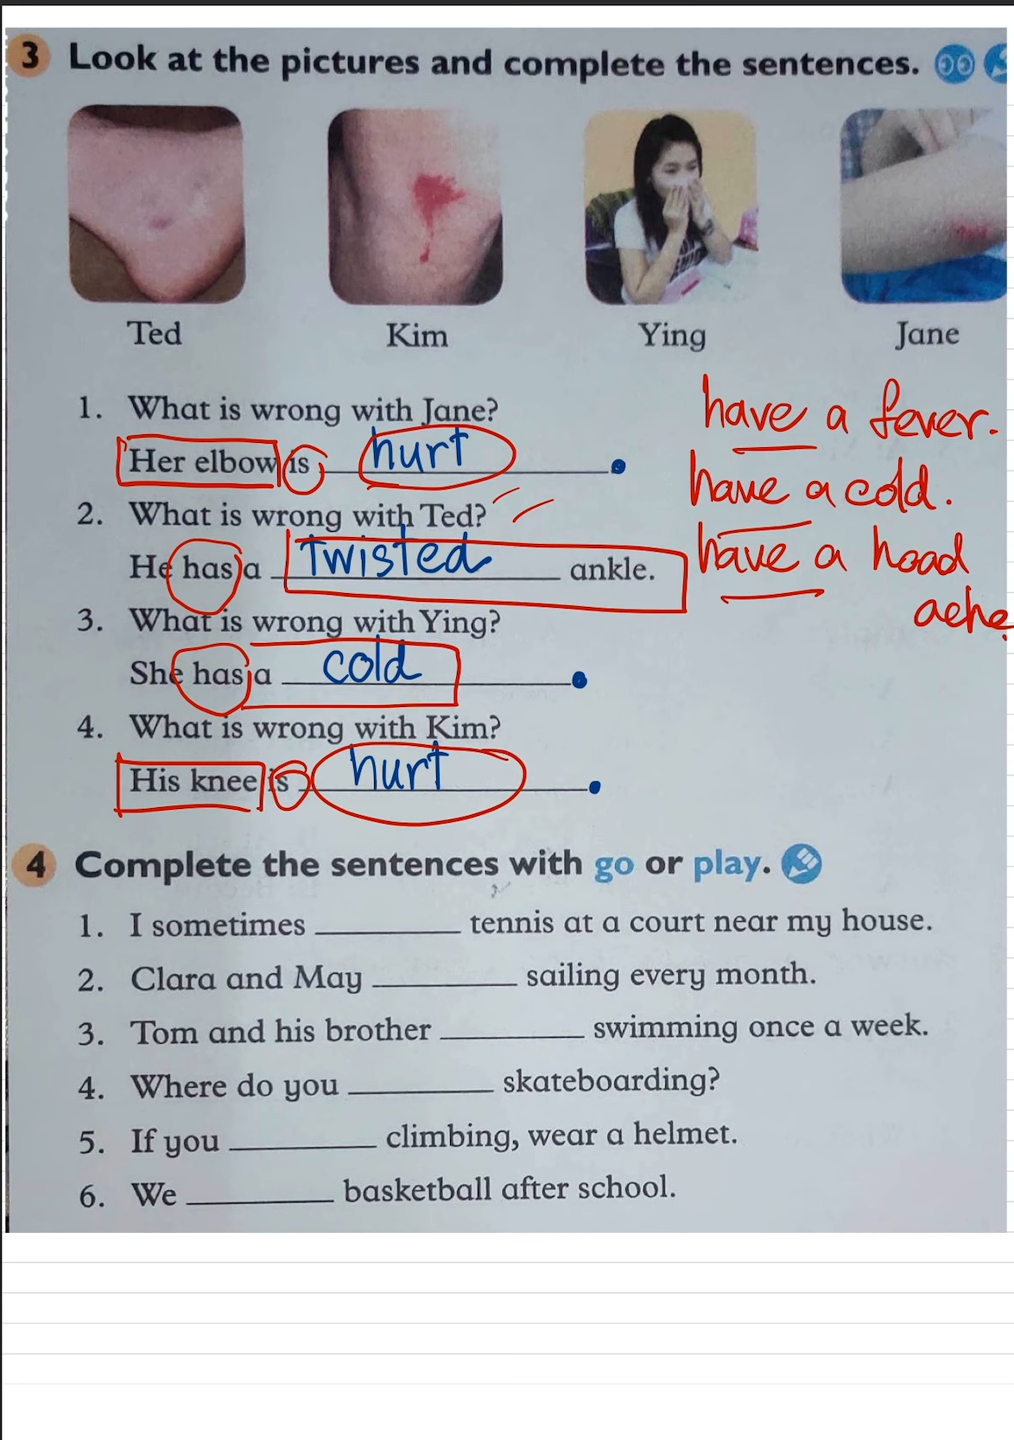 3 Look at the pictures and complete the sentences.
Ted Kim Ying Jane
1. What is wrong with Jane?
Her elbow is hurt.
2. What is wrong with Ted?
He has a Twisted ankle.
3. What is wrong with Ying?
She has a cold.
4. What is wrong with Kim?
His knee is hurt.
have a fever.
have a cold.
have a head
ache.
4 Complete the sentences with go or play.
1. I sometimes ________ tennis at a court near my house.
2. Clara and May ________ sailing every month.
3. Tom and his brother ________ swimming once a week.
4. Where do you ________ skateboarding?
5. If you ________ climbing, wear a helmet.
6. We ________ basketball after school.